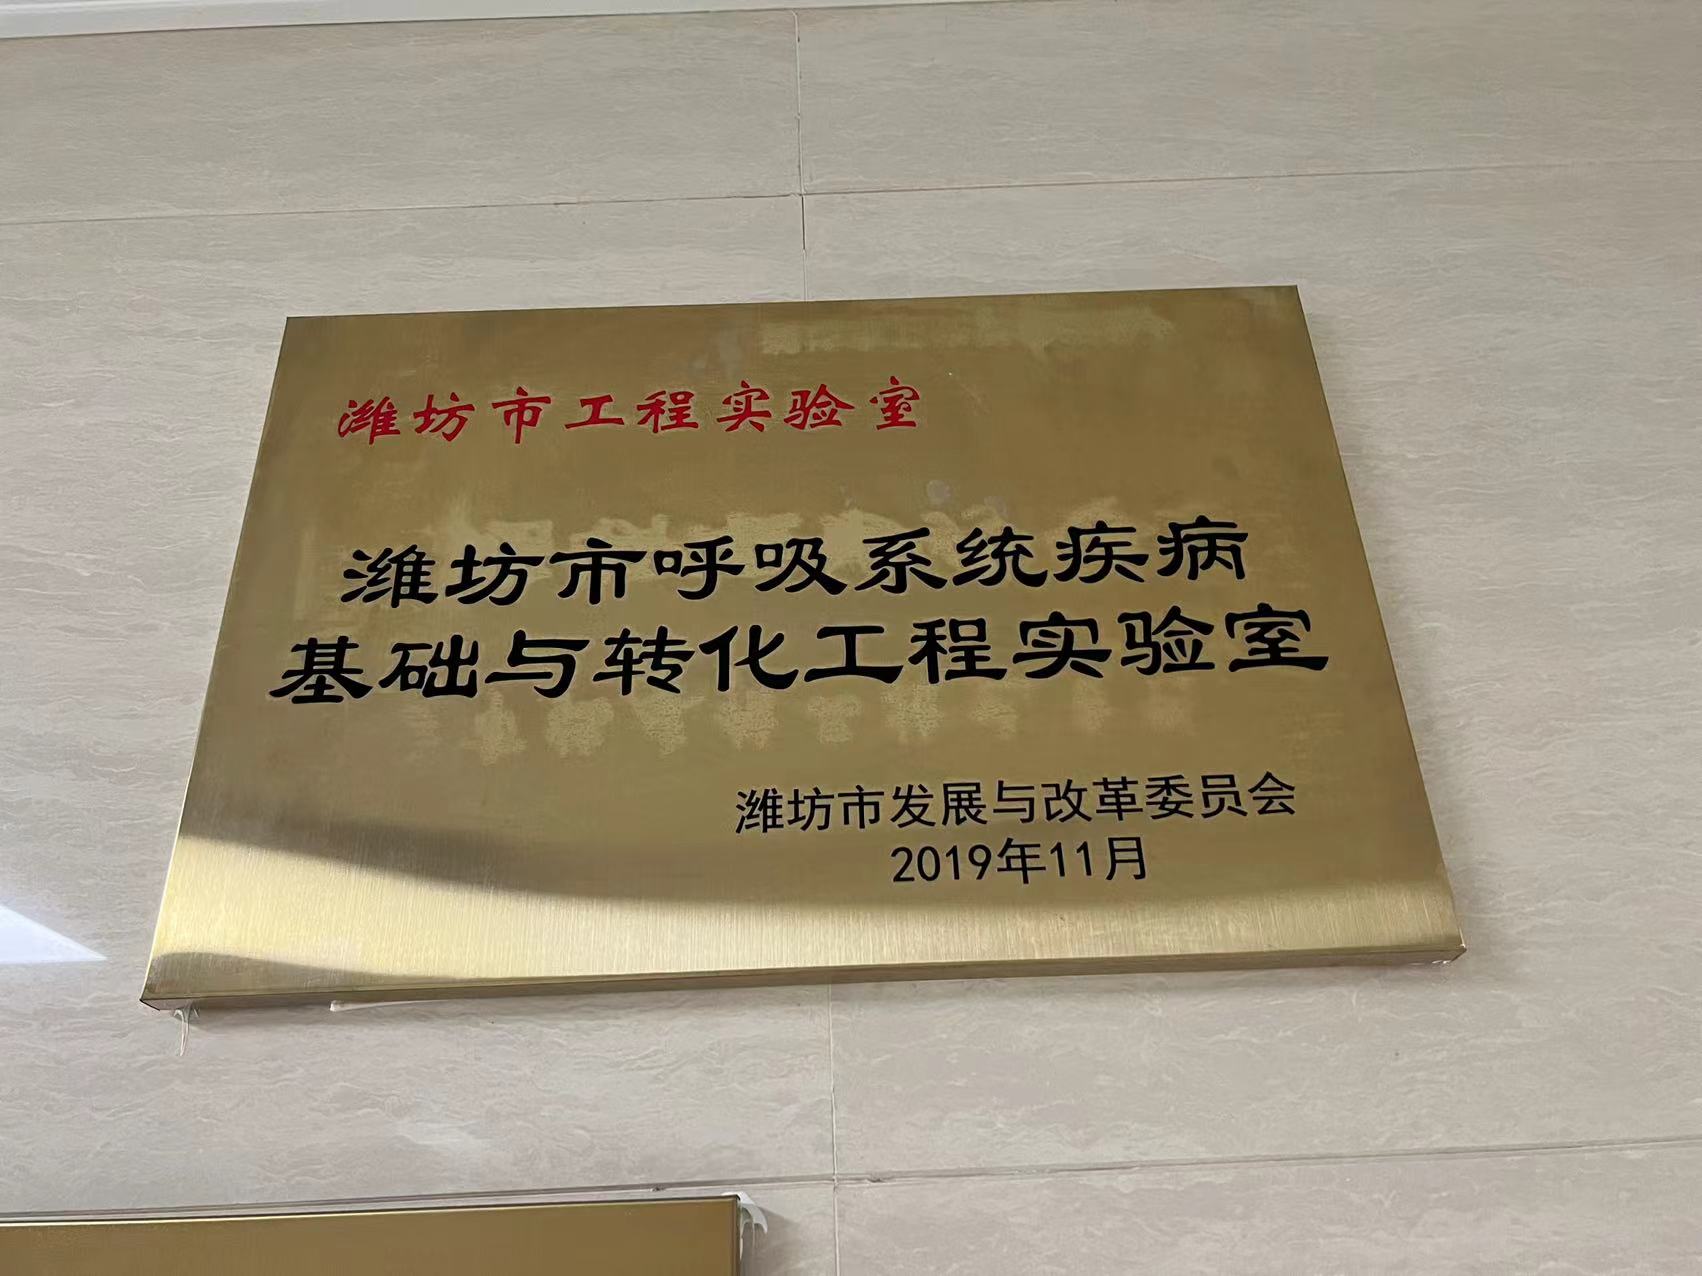 潍坊市工程实验室
潍坊市呼吸系统疾病
基础与转化工程实验室
潍坊市发展与改革委员会
2019年11月